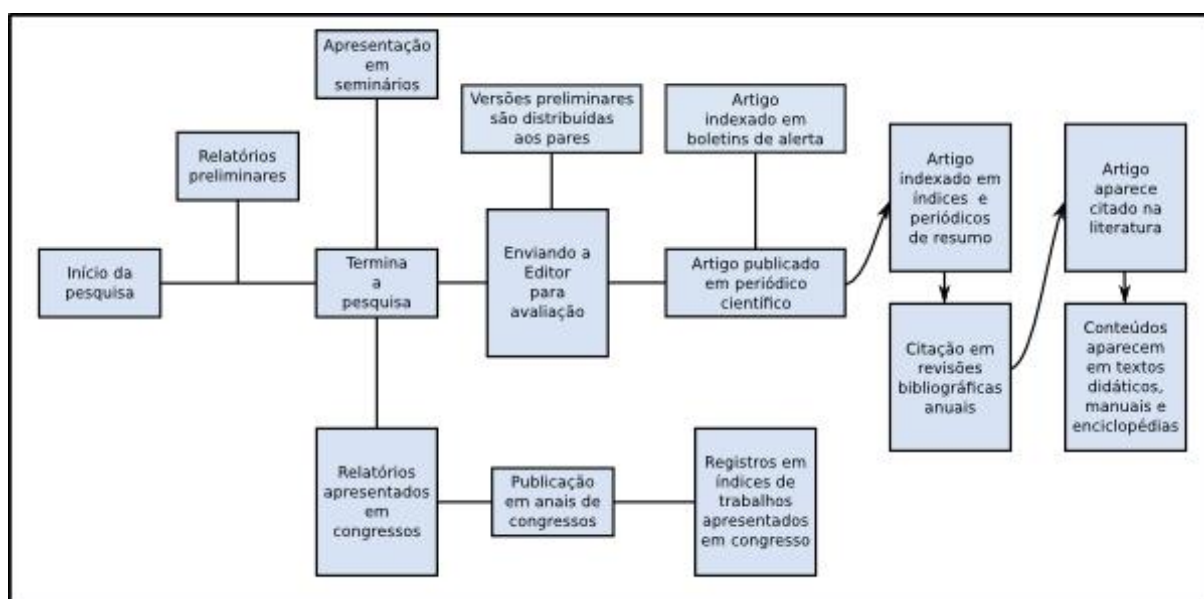 Apresentação
em
seminários
Versões preliminares
são distribuídas
aos pares
Artigo
indexado em
boletins de alerta
Relatórios
preliminares
Artigo
indexado em
índices e
periódicos
de resumo
Artigo
aparece
citado na
literatura
Início da
pesquisa
Termina
a
pesquisa
Enviando a
Editor
para
avaliação
Artigo publicado
em periódico
científico
Citação em
revisões
bibliográficas
anuais
Conteúdos
aparecem
em textos
didáticos,
manuais e
enciclopédias
Relatórios
apresentados
em
congressos
Publicação
em anais de
congressos
Registros em
índices de
trabalhos
apresentados
em congresso